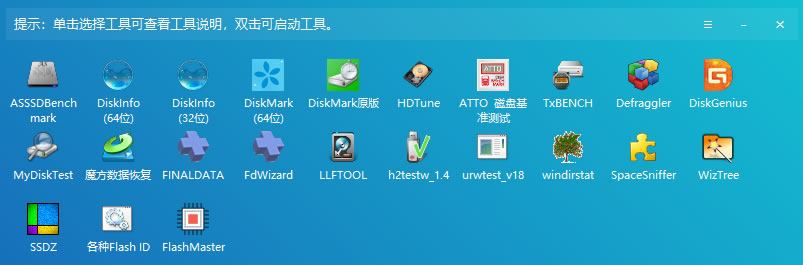 提示：单击选择工具可查看工具说明，双击可启动工具。
ASSSDBenchmark
DiskInfo
(64位)
DiskInfo
(32位)
DiskMark
(64位)
DiskMark原版
HDTune
ATTO 磁盘基准测试
TxBENCH
Defraggler
DiskGenius
MyDiskTest
魔方数据恢复
FINALDATA
FdWizard
LLFTOOL
h2testw_1.4
urwtest_v18
windirstat
SpaceSniffer
WizTree
SSDZ
各种Flash ID
FlashMaster